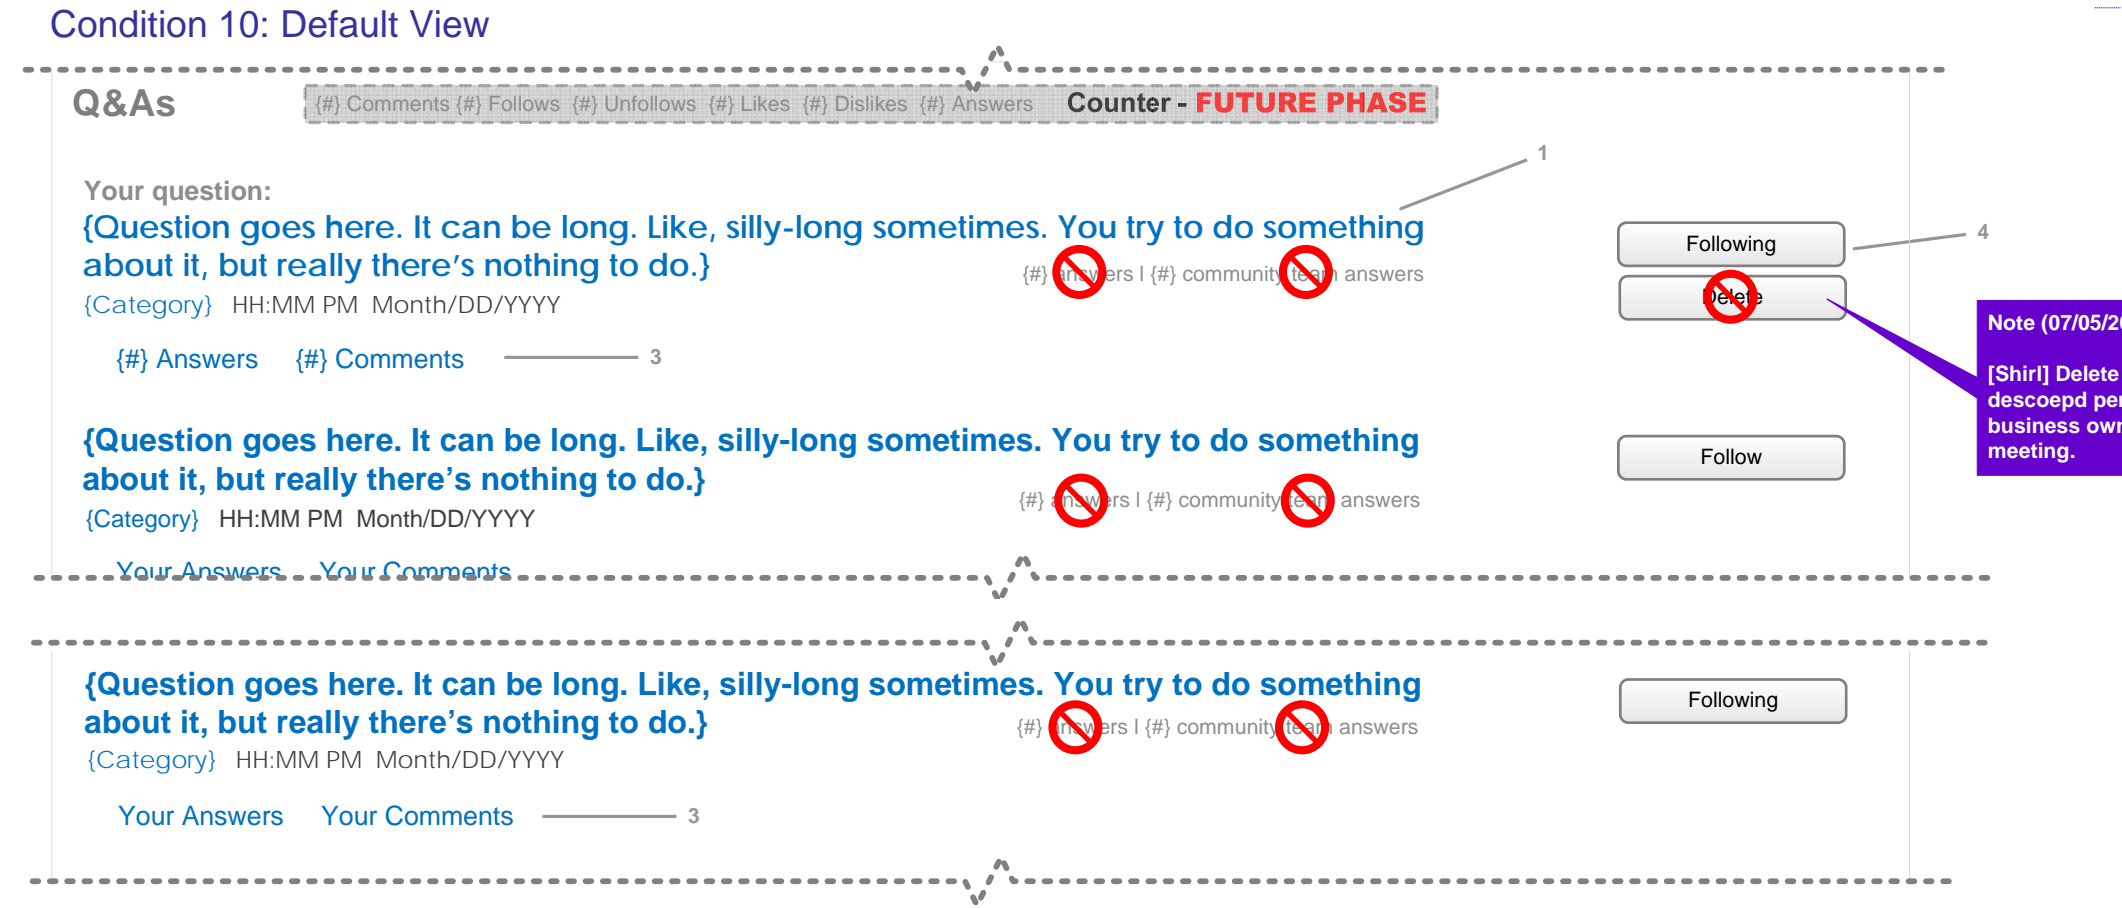 Condition 10: Default View
Q&As
{#} Comments {#} Follows {#} Unfollows {#} Likes {#} Dislikes {#} Answers Counter - FUTURE PHASE
1
Your question:
{Question goes here. It can be long. Like, silly-long sometimes. You try to do something
about it, but really there's nothing to do.}
{#} answers I {#} community team answers
Following
4
Delete
{Category} HH:MM PM Month/DD/YYYY
{#} Answers {#} Comments 3
Note (07/05/20
[Shirl] Delete
descoepd per
business own
meeting.
{Question goes here. It can be long. Like, silly-long sometimes. You try to do something
about it, but really there's nothing to do.}
{#} answers I {#} community team answers
Follow
{Category} HH:MM PM Month/DD/YYYY
Your Answers Your Comments
{Question goes here. It can be long. Like, silly-long sometimes. You try to do something
about it, but really there's nothing to do.}
{#} answers I {#} community team answers
Following
{Category} HH:MM PM Month/DD/YYYY
Your Answers Your Comments 3